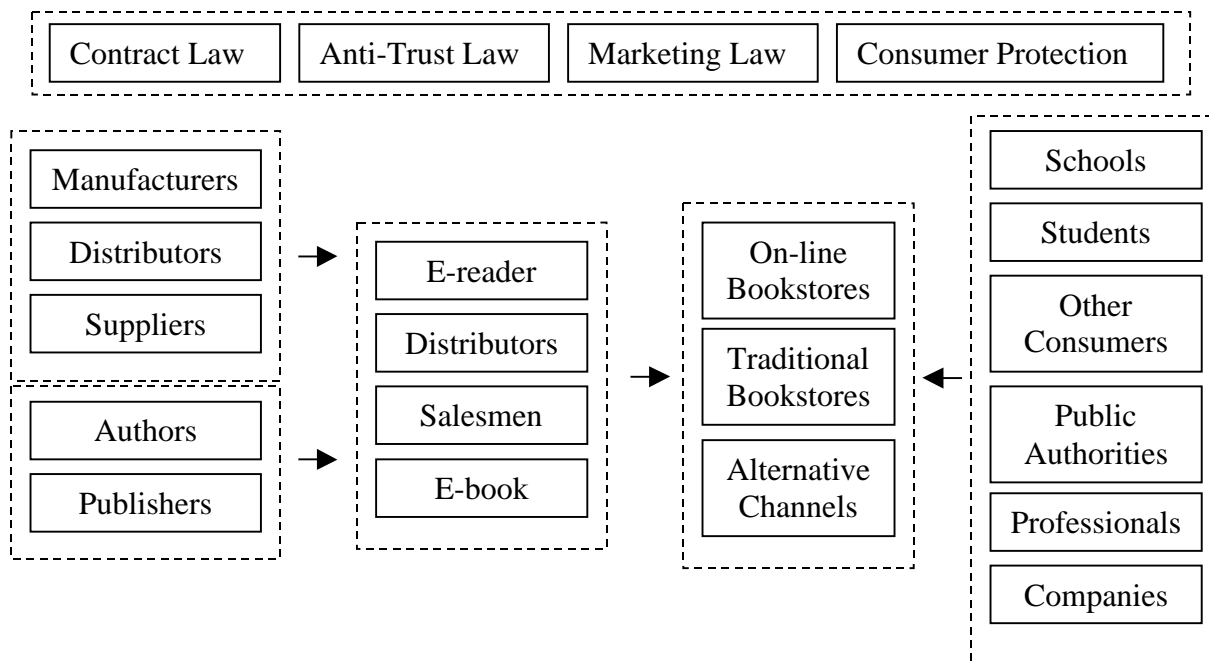 Contract Law
Anti-Trust Law
Marketing Law
Consumer Protection
Manufacturers
Distributors
Suppliers
Authors
Publishers
E-reader
Distributors
Salesmen
E-book
On-line
Bookstores
Traditional
Bookstores
Alternative
Channels
Schools
Students
Other
Consumers
Public
Authorities
Professionals
Companies